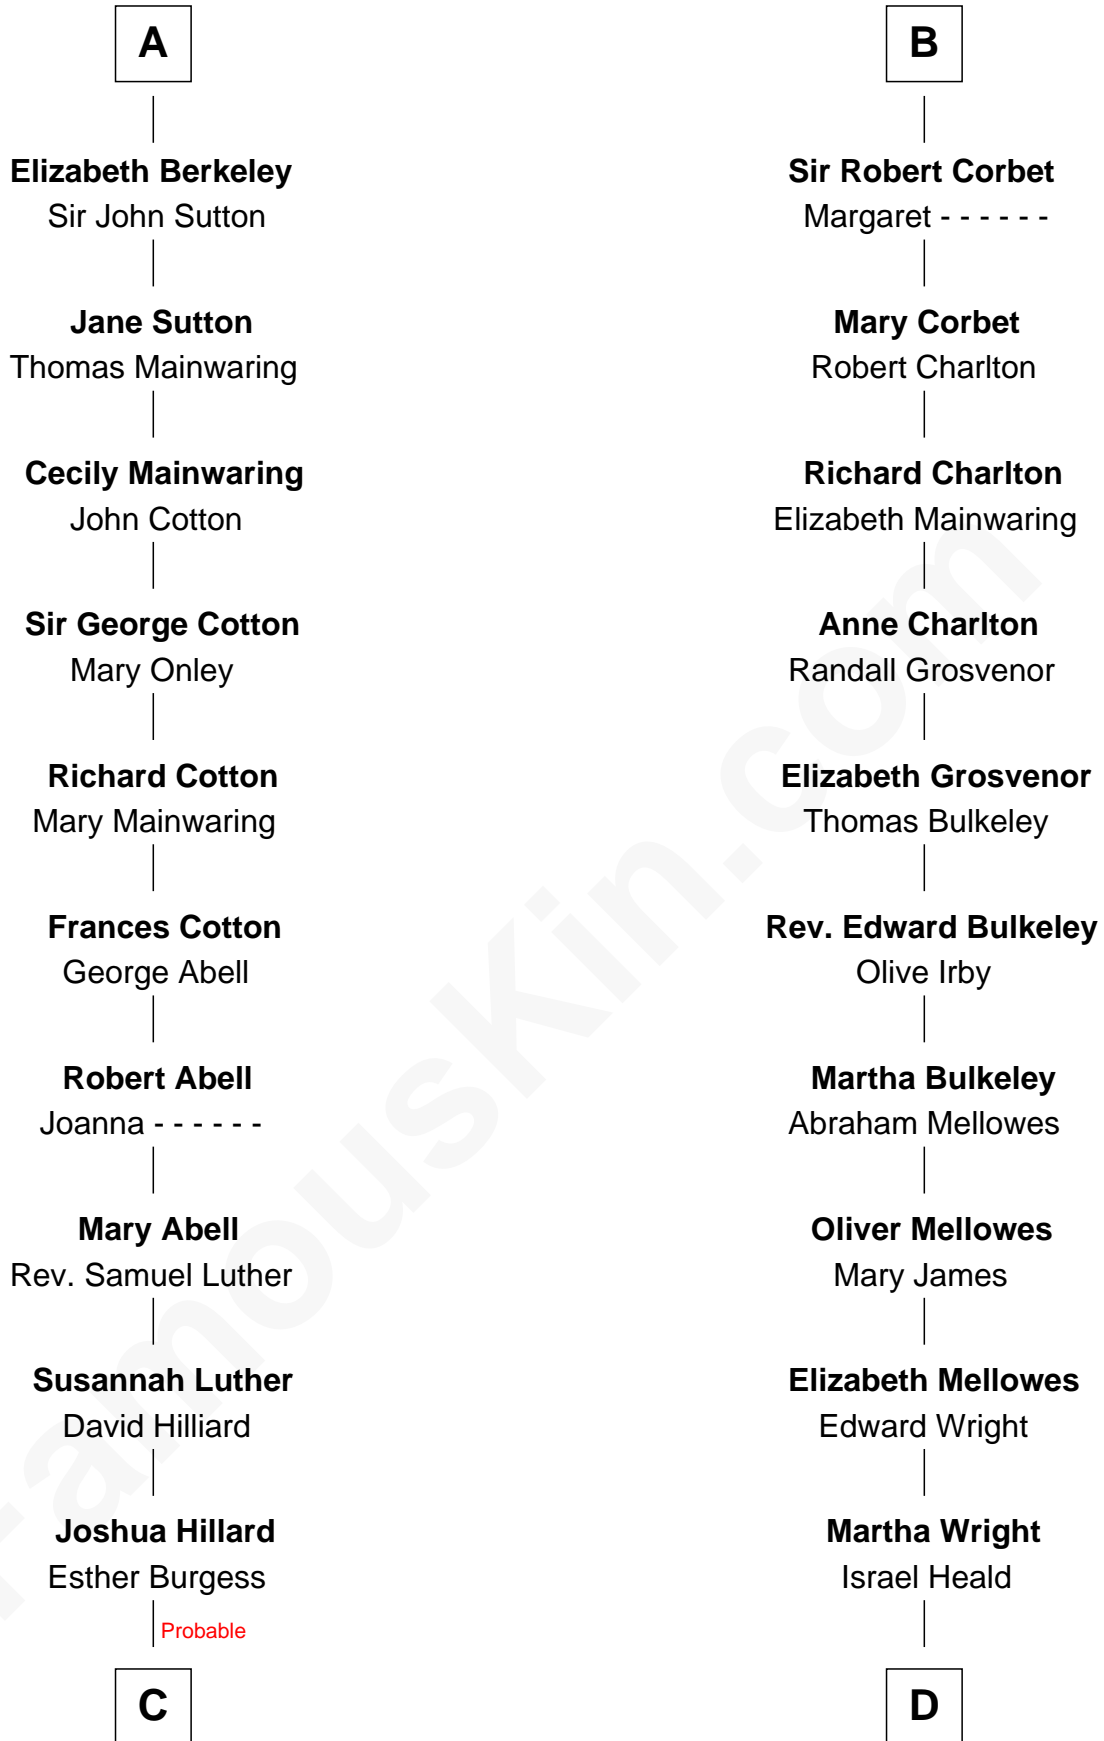 A
Elizabeth Berkeley
Sir John Sutton
Jane Sutton
Thomas Mainwaring
Cecily Mainwaring
John Cotton
Sir George Cotton
Mary Onley
Richard Cotton
Mary Mainwaring
Frances Cotton
George Abell
Robert Abell
Joanna - - - - - -
Mary Abell
Rev. Samuel Luther
Susannah Luther
David Hilliard
Joshua Hillard
Esther Burgess
Probable
C
B
Sir Robert Corbet
Margaret - - - - - -
Mary Corbet
Robert Charlton
Richard Charlton
Elizabeth Mainwaring
Anne Charlton
Randall Grosvenor
Elizabeth Grosvenor
Thomas Bulkeley
Rev. Edward Bulkeley
Olive Irby
Martha Bulkeley
Abraham Mellowes
Oliver Mellowes
Mary James
Elizabeth Mellowes
Edward Wright
Martha Wright
Israel Heald
D
FamousKin.com